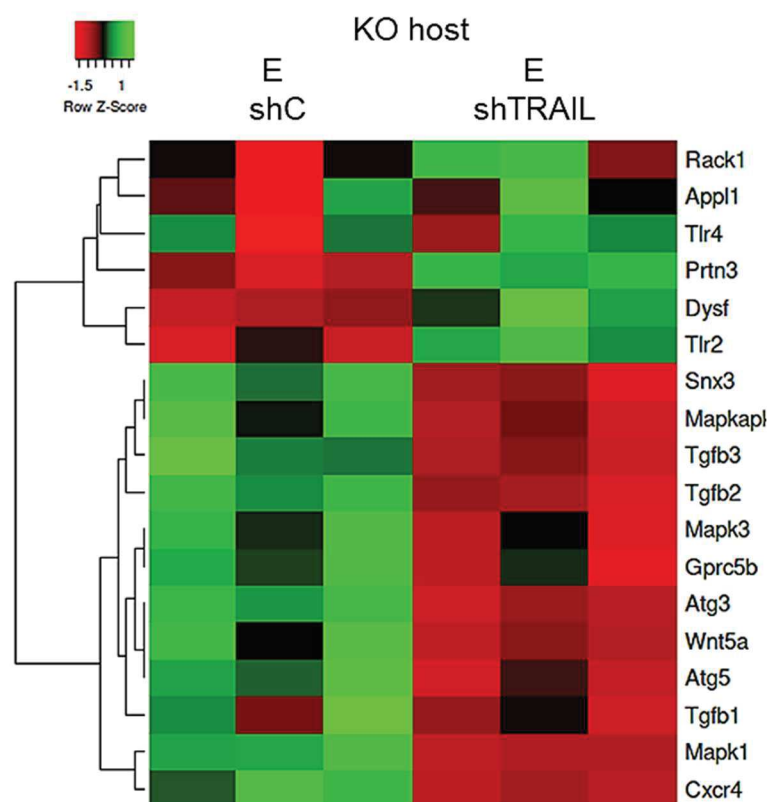 KO host
E E
shC shTRAIL
-1.5 1
Row Z-Score
Rack1
Appl1
Tlr4
Prtn3
Dysf
Tlr2
Snx3
Mapkapk
Tgfb3
Tgfb2
Mapk3
Gprc5b
Atg3
Wnt5a
Atg5
Tgfb1
Mapk1
Cxcr4